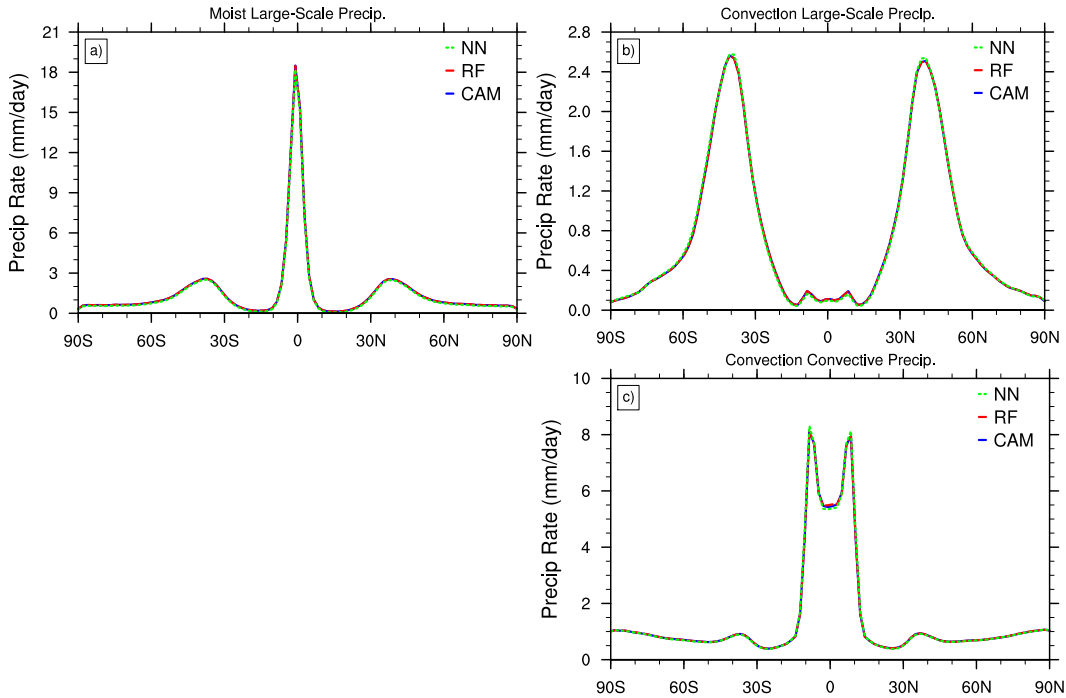 Moist Large-Scale Precip.
a)
NN
RF
CAM
Precip Rate (mm/day)
21
18
15
12
9
6
3
0
90S 60S 30S 0 30N 60N 90N
Convection Large-Scale Precip.
b)
NN
RF
CAM
Precip Rate (mm/day)
2.8
2.4
2.0
1.6
1.2
0.8
0.4
0.0
90S 60S 30S 0 30N 60N 90N
Convection Convective Precip.
c)
NN
RF
CAM
Precip Rate (mm/day)
10
8
6
4
2
0
90S 60S 30S 0 30N 60N 90N